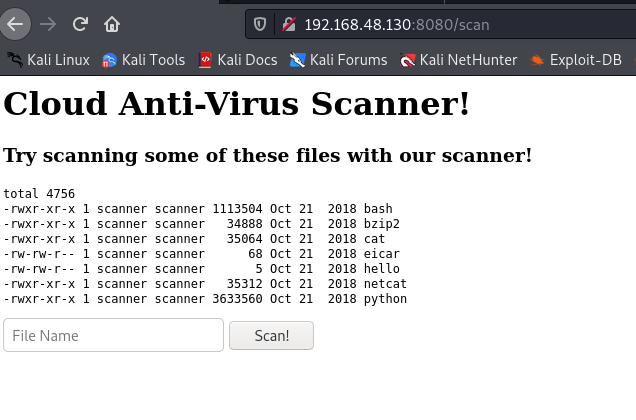 192.168.48.130:8080/scan
Kali Linux Kali Tools Kali Docs Kali Forums Kali NetHunter Exploit-DB
Cloud Anti-Virus Scanner!
Try scanning some of these files with our scanner!
total 4756
-rwxr-xr-x 1 scanner scanner 1113504 Oct 21  2018 bash
-rwxr-xr-x 1 scanner scanner   34888 Oct 21  2018 bzip2
-rwxr-xr-x 1 scanner scanner   35064 Oct 21  2018 cat
-rw-rw-r-- 1 scanner scanner      68 Oct 21  2018 eicar
-rw-rw-r-- 1 scanner scanner       5 Oct 21  2018 hello
-rwxr-xr-x 1 scanner scanner   35312 Oct 21  2018 netcat
-rwxr-xr-x 1 scanner scanner 3633560 Oct 21  2018 python
File Name Scan!